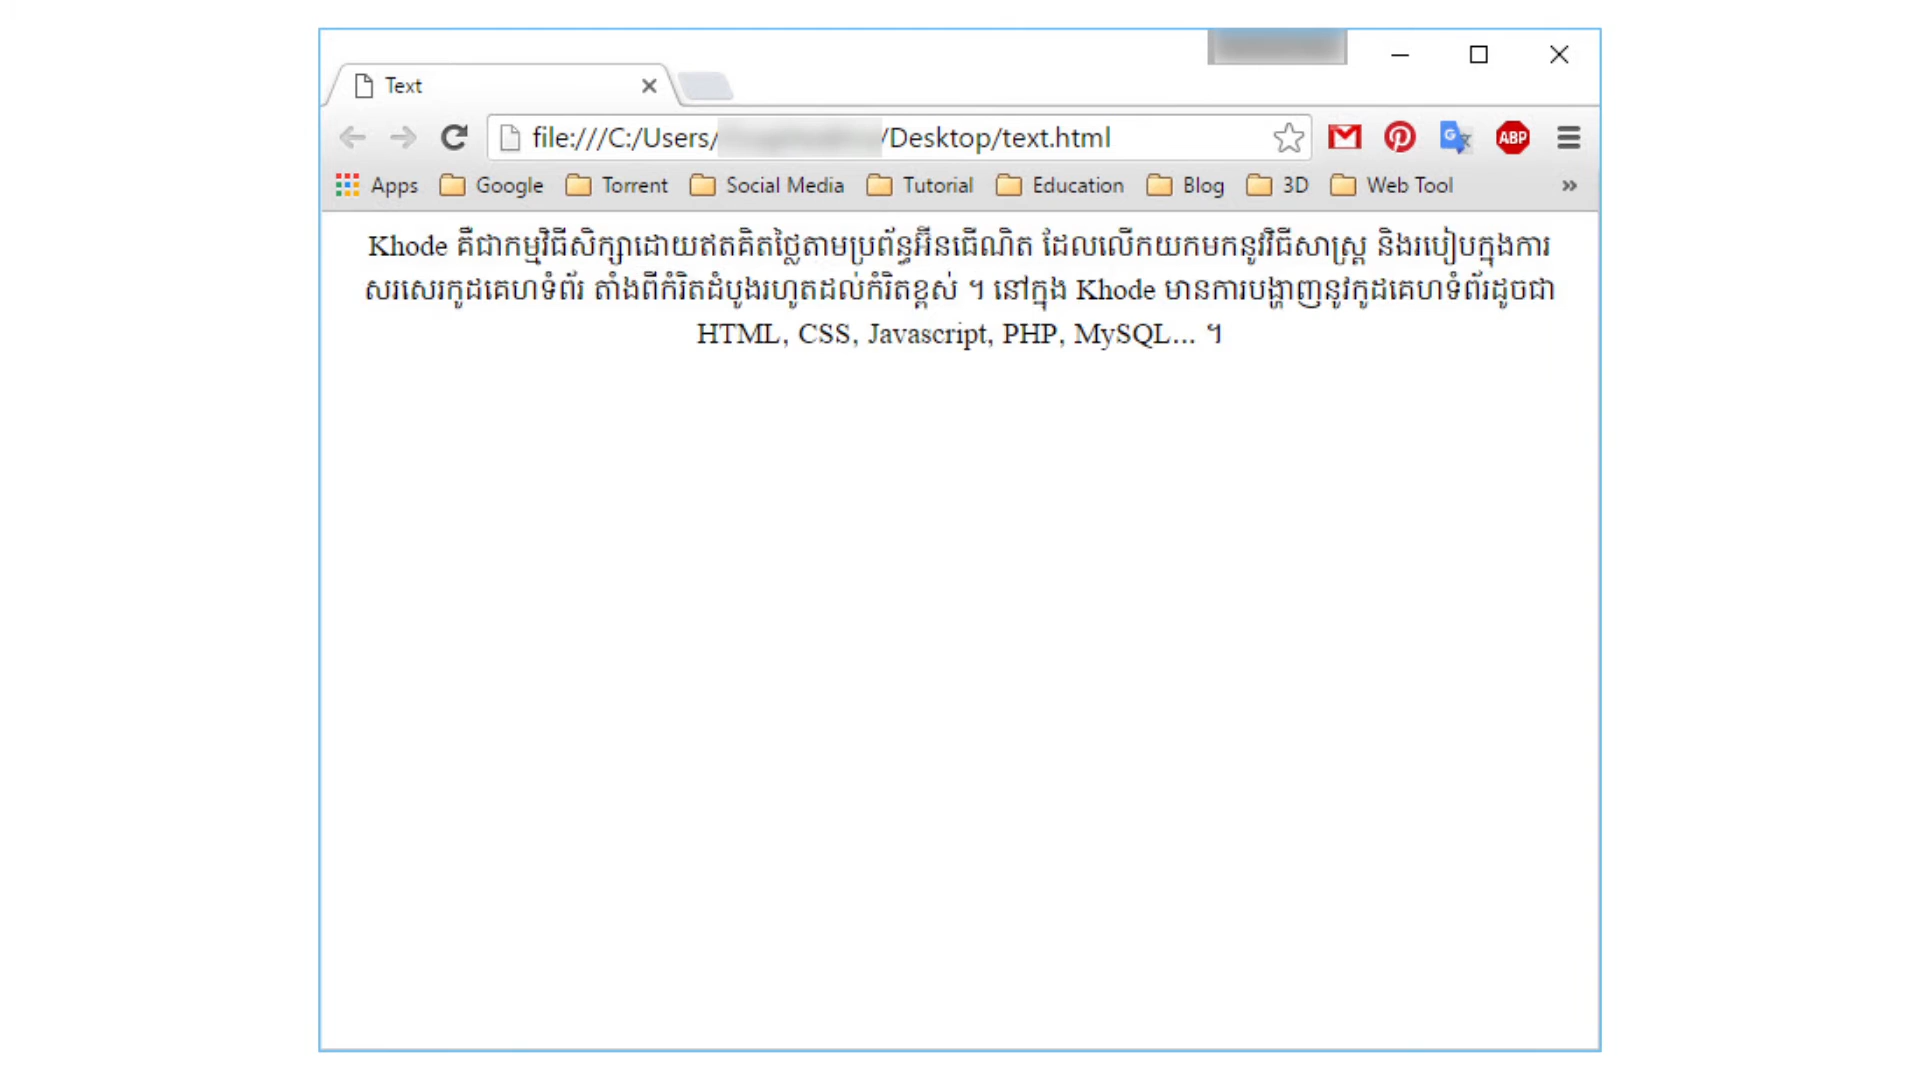 Text
file:///C:/Users/ /Desktop/text.html
ABP
Apps Google Torrent Social Media Tutorial Education Blog 3D Web Tool »
Khode គឺជាកម្មវិធីសិក្សាដោយឥតគិតថ្លៃតាមប្រព័ន្ធអ៊ីនធើណិត ដែលលើកយកមកនូវវិធីសាស្ត្រ និងរបៀបក្នុងការ
សរសេរកូដគេហទំព័រ តាំងពីកំរិតដំបូងរហូតដល់កំរិតខ្ពស់ ។ នៅក្នុង Khode មានការបង្ហាញនូវកូដគេហទំព័រដូចជា
HTML, CSS, Javascript, PHP, MySQL... ។